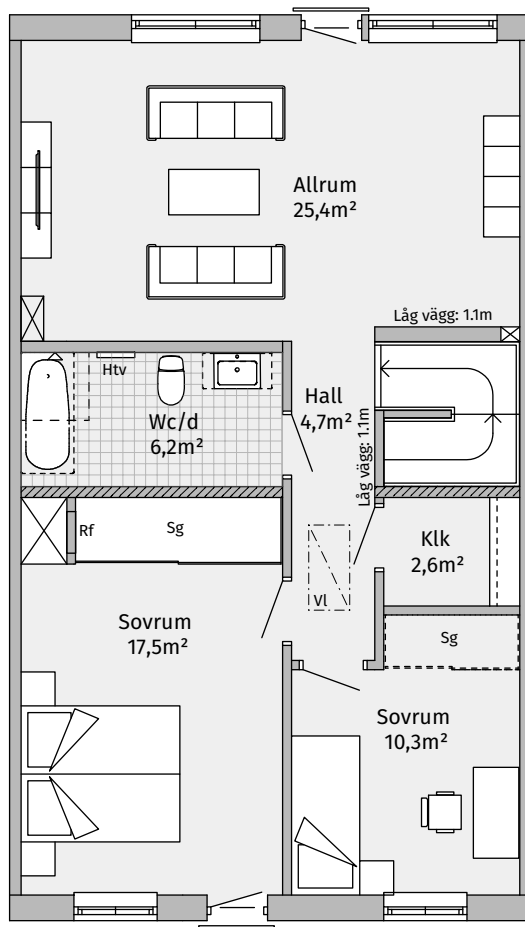 Allrum
25,4m²
Låg vägg: 1.1m
Htv
Hall
4,7m²
Wc/d
6,2m²
Låg vägg: 1.1m
Rf
Sg
Klk
2,6m²
Vl
Sovrum
17,5m²
Sg
Sovrum
10,3m²